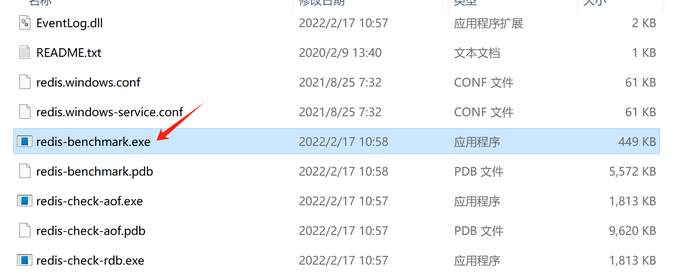 名称 修改日期 类型 大小
EventLog.dll 2022/2/17 10:57 应用程序扩展 2 KB
README.txt 2020/2/9 13:40 文本文档 1 KB
redis.windows.conf 2021/8/25 7:32 CONF 文件 61 KB
redis.windows-service.conf 2021/8/25 7:32 CONF 文件 61 KB
redis-benchmark.exe 2022/2/17 10:58 应用程序 449 KB
redis-benchmark.pdb 2022/2/17 10:58 PDB 文件 5,572 KB
redis-check-aof.exe 2022/2/17 10:57 应用程序 1,813 KB
redis-check-aof.pdb 2022/2/17 10:57 PDB 文件 9,620 KB
redis-check-rdb.exe 2022/2/17 10:57 应用程序 1,813 KB